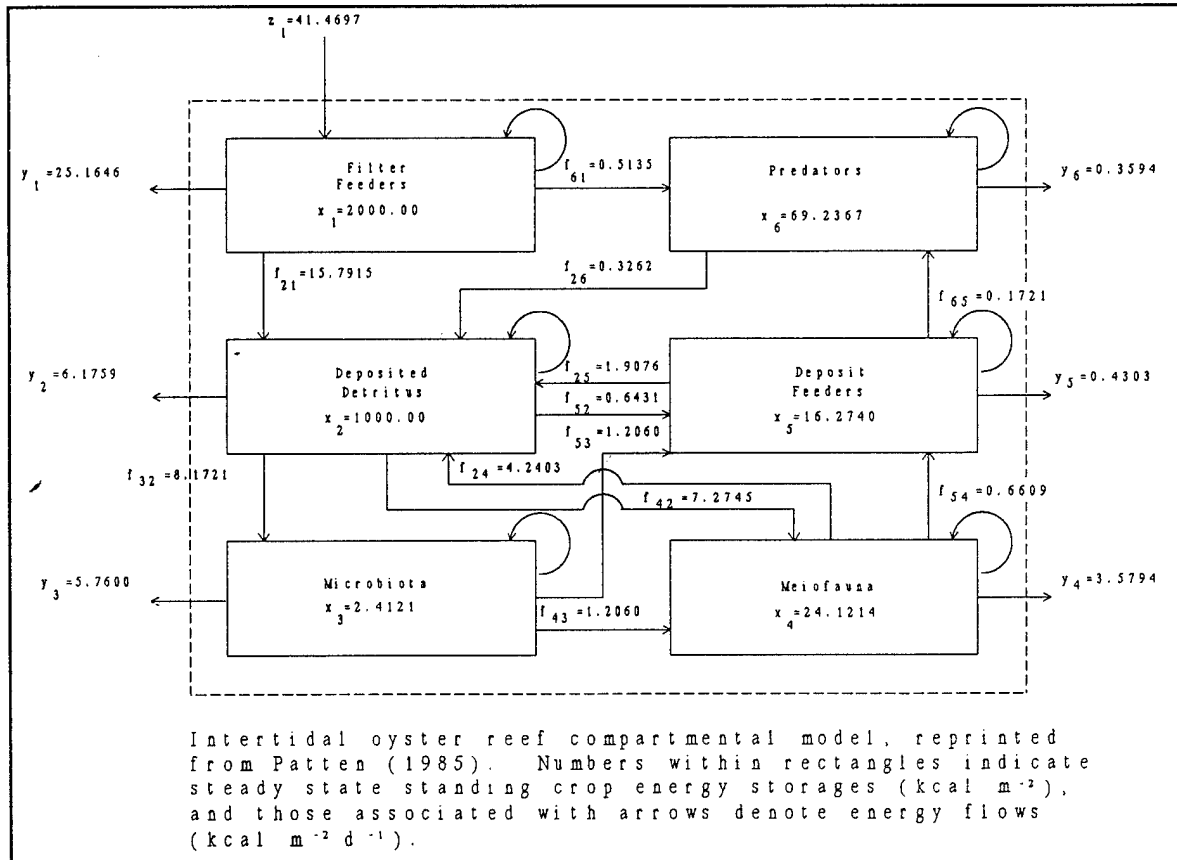 z1=41.4697
Filter
Feeders
x1=2000.00
Predators
x6=69.2367
y1=25.1646
f61=0.5135
y6=0.3594
f21=15.7915
f26=0.3262
f65=0.1721
Deposited
Detritus
x2=1000.00
Deposit
Feeders
x5=16.2740
y2=6.1759
f25=1.9076
f52=0.6431
f53=1.2060
y5=0.4303
f32=8.1721
f24=4.2403
f42=7.2745
f54=0.6609
Microbiota
x3=2.4121
Meiofauna
x4=24.1214
y3=5.7600
f43=1.2060
y4=3.5794
Intertidal oyster reef compartmental model, reprinted
from Patten (1985). Numbers within rectangles indicate
steady state standing crop energy storages (kcal m⁻²),
and those associated with arrows denote energy flows
(kcal m⁻² d⁻¹).